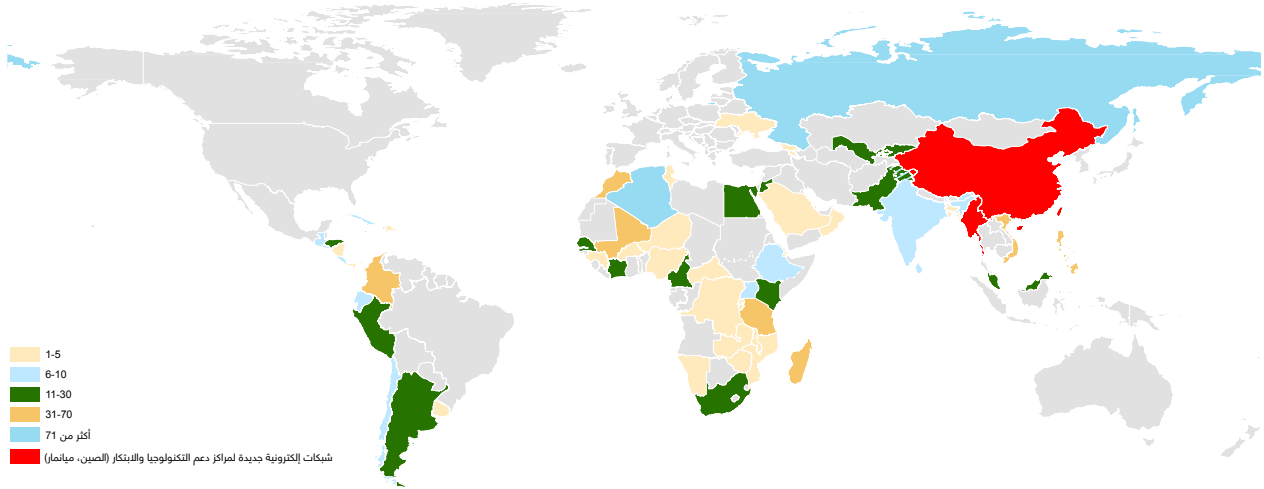 1-5
6-10
11-30
31-70
أكثر من 71
شبكات إلكترونية جديدة لمراكز دعم التكنولوجيا والابتكار (الصين، ميانمار)